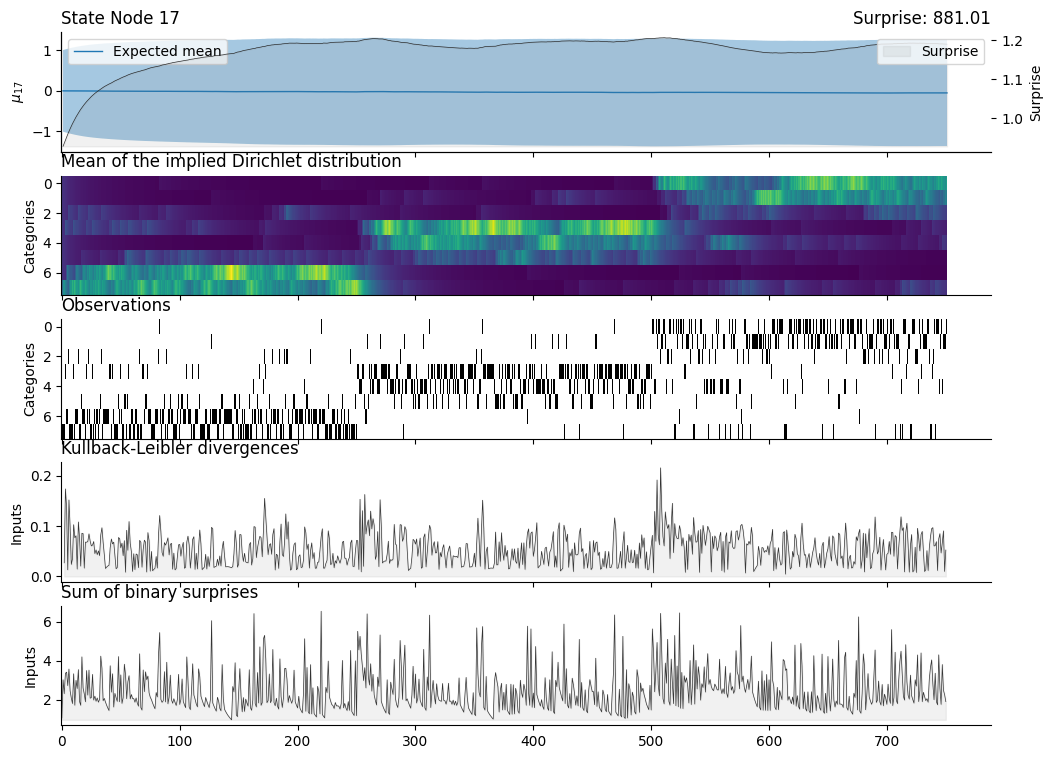 State Node 17 Surprise: 881.01
Expected mean
Surprise
1
0
−1
μ17
1.2
1.1
1.0
Surprise
Mean of the implied Dirichlet distribution
0
2
4
6
Categories
Observations
0
2
4
6
Categories
Kullback-Leibler divergences
0.2
0.1
0.0
Inputs
Sum of binary surprises
6
4
2
Inputs
0 100 200 300 400 500 600 700